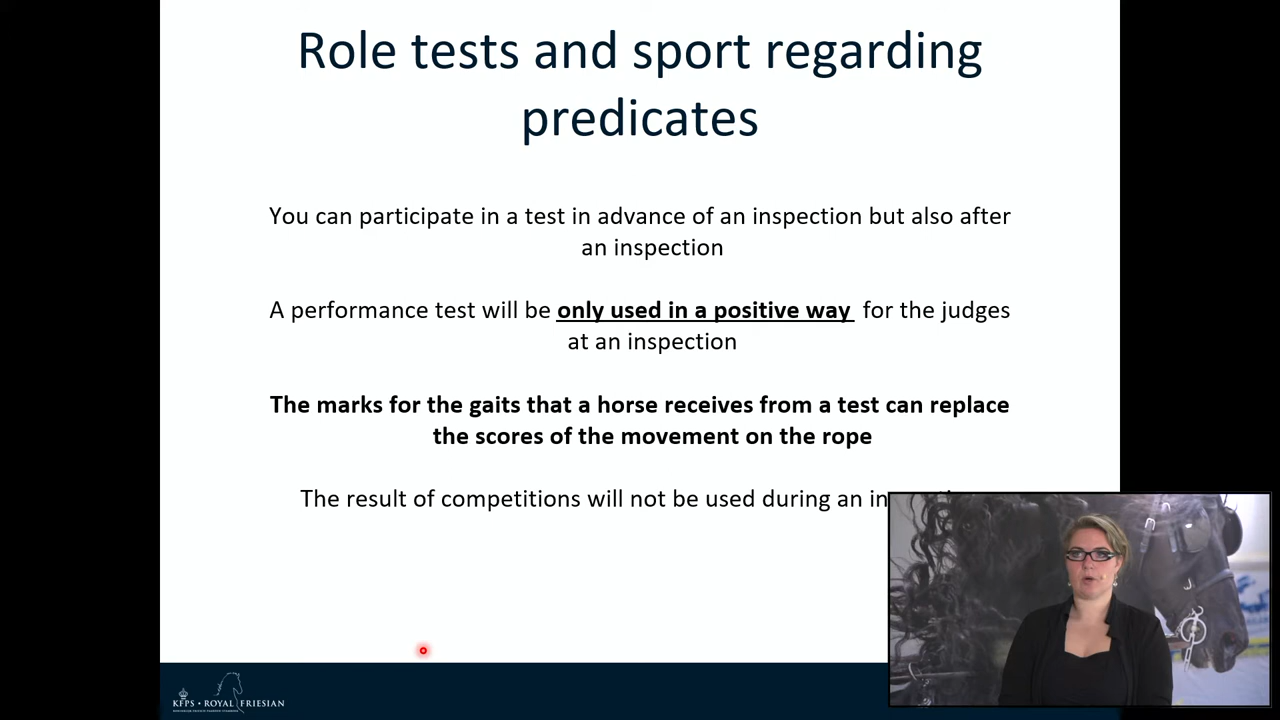 Role tests and sport regarding
predicates
You can participate in a test in advance of an inspection but also after
an inspection
A performance test will be only used in a positive way for the judges
at an inspection
The marks for the gaits that a horse receives from a test can replace
the scores of the movement on the rope
The result of competitions will not be used during an
KFPS • ROYAL FRIESIAN